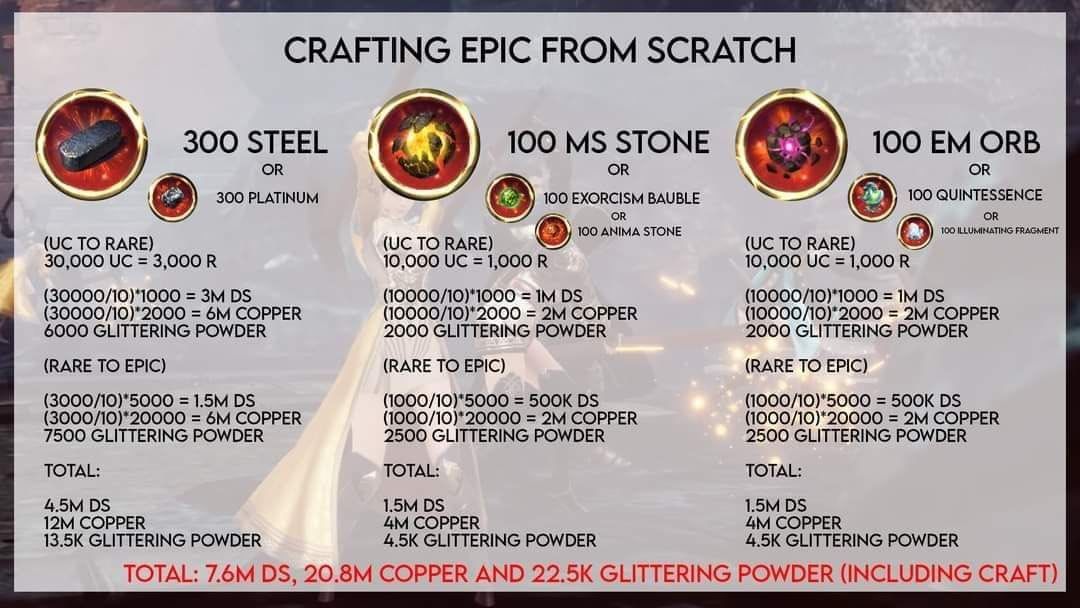 CRAFTING EPIC FROM SCRATCH
300 STEEL
OR
300 PLATINUM
(UC TO RARE)
30,000 UC = 3,000 R
(30000/10)*1000 = 3M DS
(30000/10)*2000 = 6M COPPER
6000 GLITTERING POWDER
(RARE TO EPIC)
(3000/10)*5000 = 1.5M DS
(3000/10)*20000 = 6M COPPER
7500 GLITTERING POWDER
TOTAL:
4.5M DS
12M COPPER
13.5K GLITTERING POWDER
100 MS STONE
OR
100 EXORCISM BAUBLE
OR
100 ANIMA STONE
(UC TO RARE)
10,000 UC = 1,000 R
(10000/10)*1000 = 1M DS
(10000/10)*2000 = 2M COPPER
2000 GLITTERING POWDER
(RARE TO EPIC)
(1000/10)*5000 = 500K DS
(1000/10)*20000 = 2M COPPER
2500 GLITTERING POWDER
TOTAL:
1.5M DS
4M COPPER
4.5K GLITTERING POWDER
100 EM ORB
OR
100 QUINTESSENCE
OR
100 ILLUMINATING FRAGMENT
(UC TO RARE)
10,000 UC = 1,000 R
(10000/10)*1000 = 1M DS
(10000/10)*2000 = 2M COPPER
2000 GLITTERING POWDER
(RARE TO EPIC)
(1000/10)*5000 = 500K DS
(1000/10)*20000 = 2M COPPER
2500 GLITTERING POWDER
TOTAL:
1.5M DS
4M COPPER
4.5K GLITTERING POWDER
TOTAL: 7.6M DS, 20.8M COPPER AND 22.5K GLITTERING POWDER (INCLUDING CRAFT)